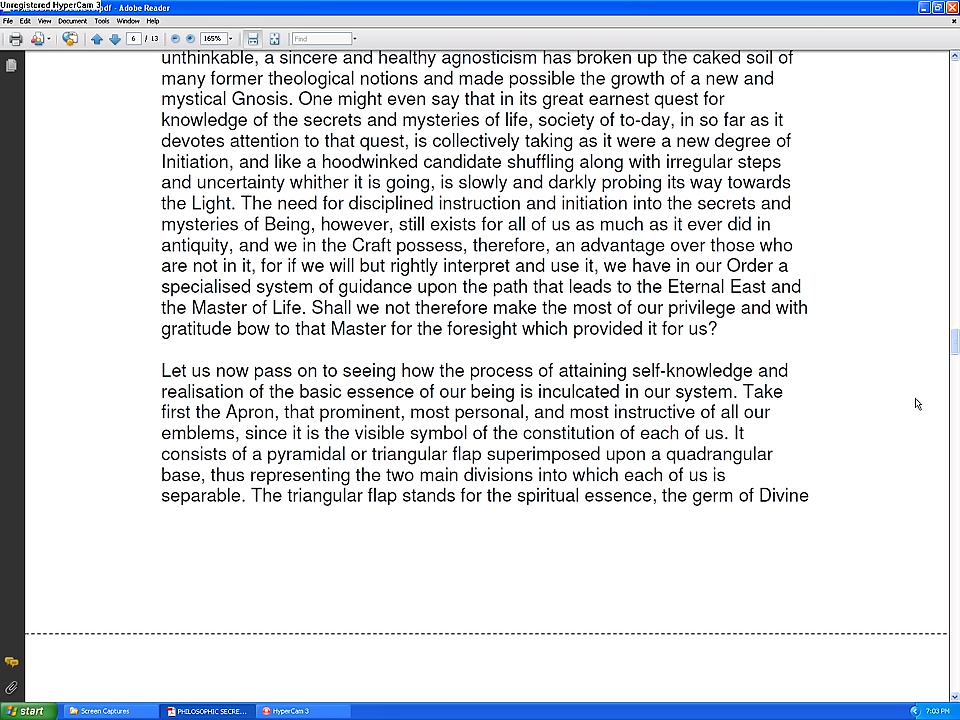 Unregistered HyperCam 3
.pdf - Adobe Reader
File Edit View Document Tools Window Help
6 / 13 165% Find
unthinkable, a sincere and healthy agnosticism has broken up the caked soil of
many former theological notions and made possible the growth of a new and
mystical Gnosis. One might even say that in its great earnest quest for
knowledge of the secrets and mysteries of life, society of to-day, in so far as it
devotes attention to that quest, is collectively taking as it were a new degree of
Initiation, and like a hoodwinked candidate shuffling along with irregular steps
and uncertainty whither it is going, is slowly and darkly probing its way towards
the Light. The need for disciplined instruction and initiation into the secrets and
mysteries of Being, however, still exists for all of us as much as it ever did in
antiquity, and we in the Craft possess, therefore, an advantage over those who
are not in it, for if we will but rightly interpret and use it, we have in our Order a
specialised system of guidance upon the path that leads to the Eternal East and
the Master of Life. Shall we not therefore make the most of our privilege and with
gratitude bow to that Master for the foresight which provided it for us?
Let us now pass on to seeing how the process of attaining self-knowledge and
realisation of the basic essence of our being is inculcated in our system. Take
first the Apron, that prominent, most personal, and most instructive of all our
emblems, since it is the visible symbol of the constitution of each of us. It
consists of a pyramidal or triangular flap superimposed upon a quadrangular
base, thus representing the two main divisions into which each of us is
separable. The triangular flap stands for the spiritual essence, the germ of Divine
start Screen Captures PHILOSOPHIC SECRE... HyperCam 3 7:03 PM